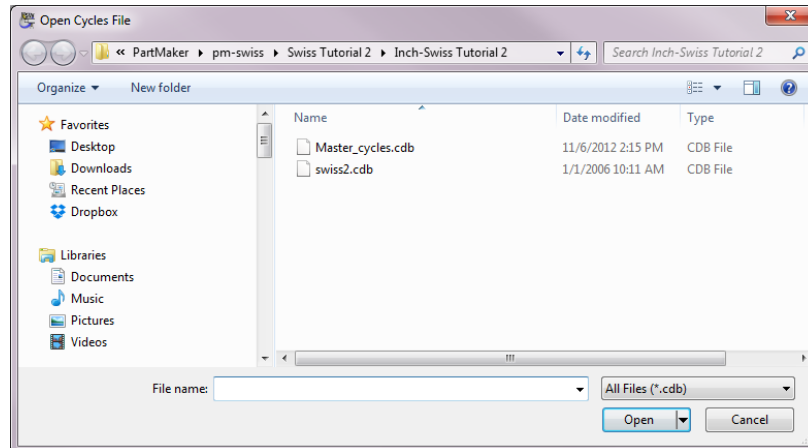 Open Cycles File
« PartMaker ▸ pm-swiss ▸ Swiss Tutorial 2 ▸ Inch-Swiss Tutorial 2
Search Inch-Swiss Tutorial 2
Organize New folder
Name Date modified Type
Favorites
Desktop
Downloads
Recent Places
Dropbox
Libraries
Documents
Music
Pictures
Videos
Master_cycles.cdb 11/6/2012 2:15 PM CDB File
swiss2.cdb 1/1/2006 10:11 AM CDB File
File name: All Files (*.cdb)
Open Cancel